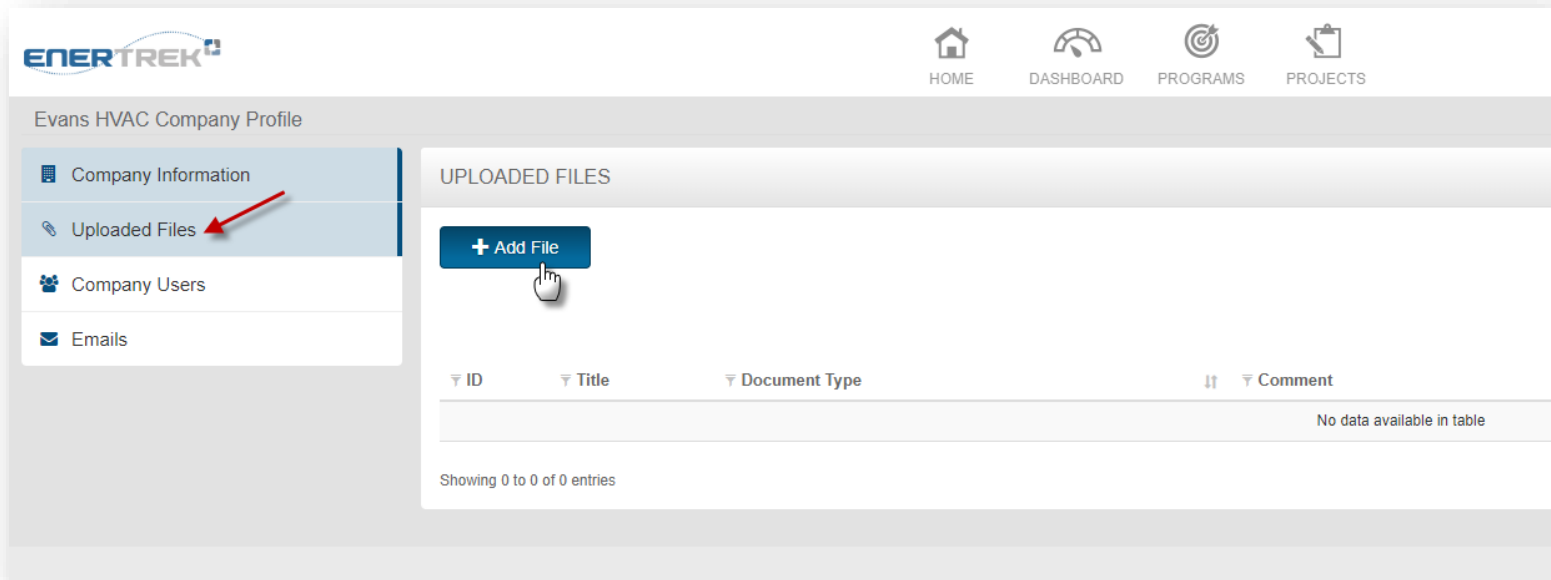 ENERTREK
HOME DASHBOARD PROGRAMS PROJECTS
Evans HVAC Company Profile
Company Information
Uploaded Files
Company Users
Emails
UPLOADED FILES
Add File
ID Title Document Type Comment
No data available in table
Showing 0 to 0 of 0 entries